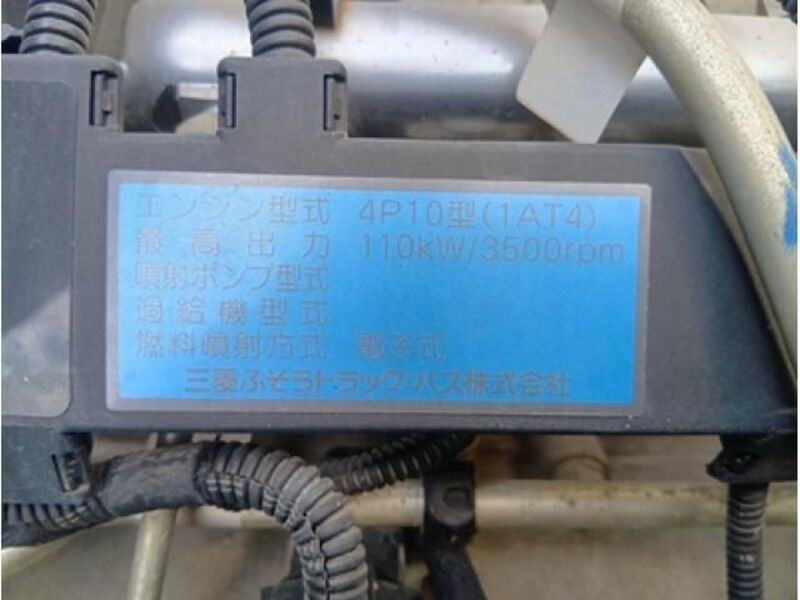 エンジン型式 4P10型(1AT4)
最高出力 110kW/3500rpm
噴射ポンプ型式
過給機型式
燃料噴射方式 電子式
三菱ふそうトラック・バス株式会社